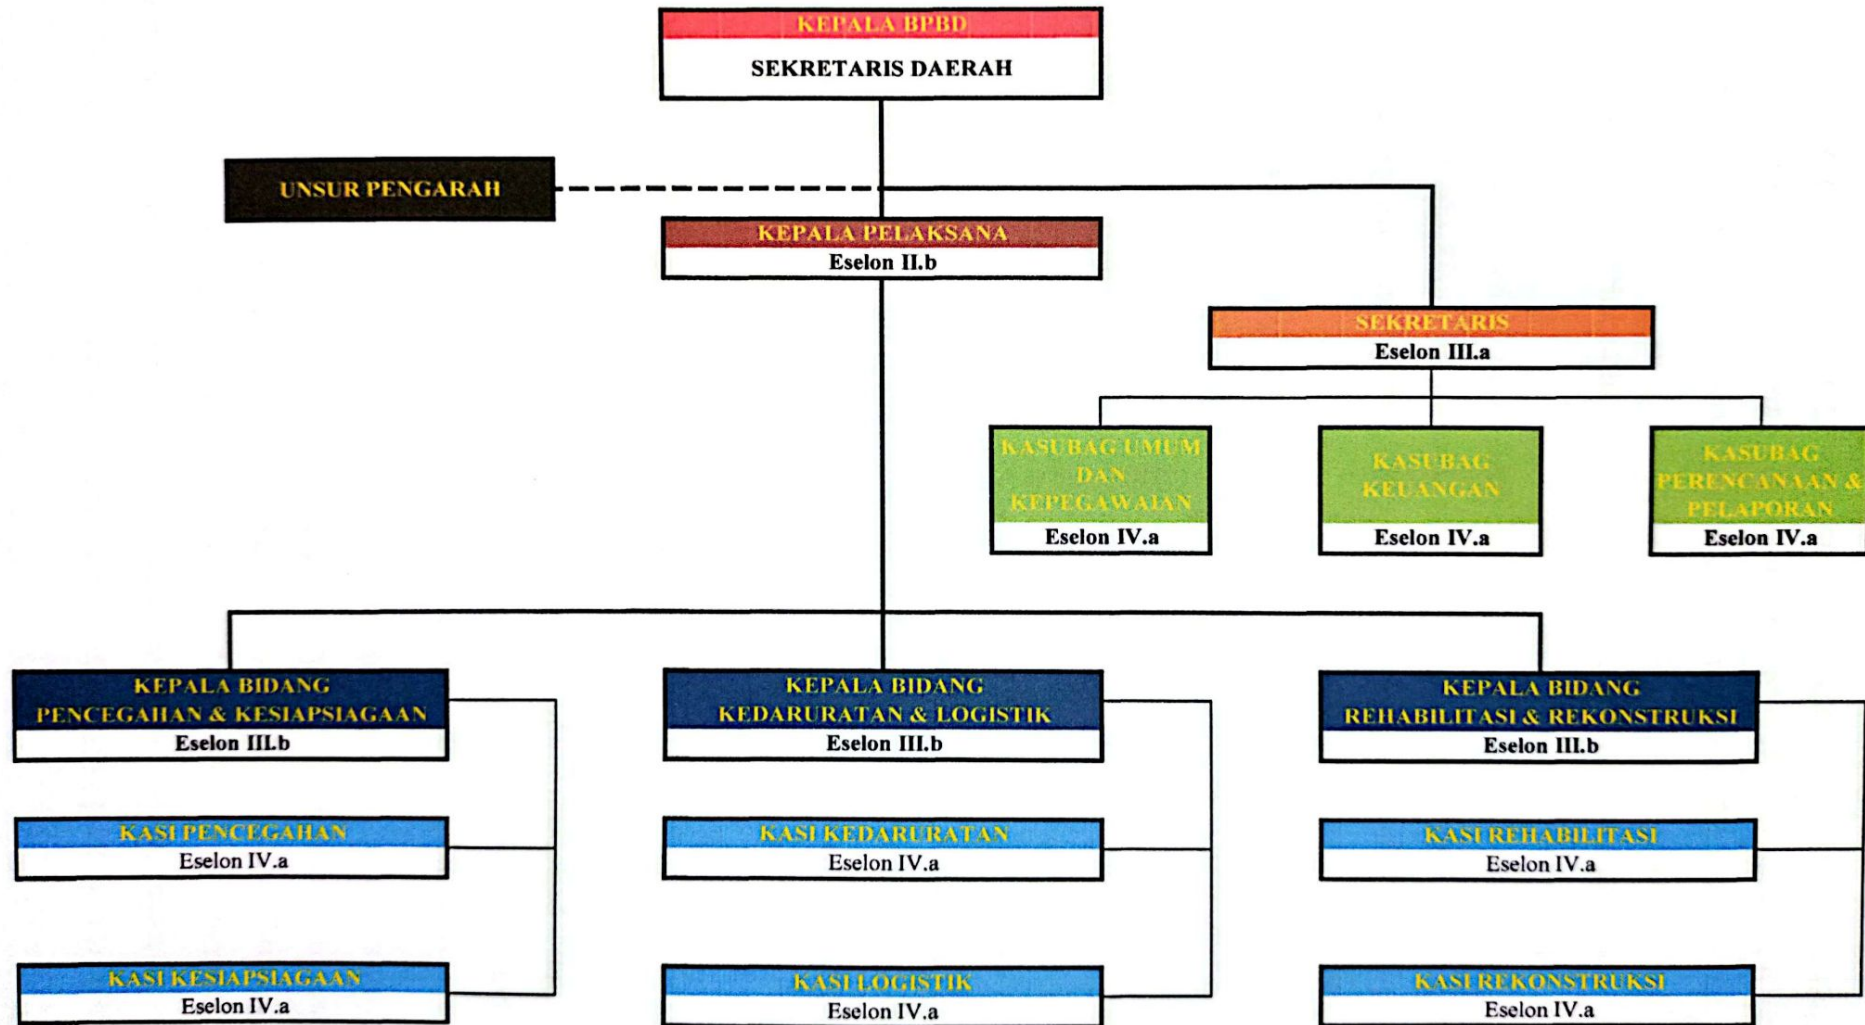 KEPALA BPBD
SEKRETARIS DAERAH
UNSUR PENGARAH
KEPALA PELAKSANA
Eselon II.b
SEKRETARIS
Eselon III.a
KASUBAG UMUM
DAN
KEPEGAWAIAN
Eselon IV.a
KASUBAG
KEUANGAN
Eselon IV.a
KASUBAG
PERENCANAAN &
PELAPORAN
Eselon IV.a
KEPALA BIDANG
PENCEGAHAN & KESIAPSIAGAAN
Eselon III.b
KASI PENCEGAHAN
Eselon IV.a
KASI KESIAPSIAGAAN
Eselon IV.a
KEPALA BIDANG
KEDARURATAN & LOGISTIK
Eselon III.b
KASI KEDARURATAN
Eselon IV.a
KASI LOGISTIK
Eselon IV.a
KEPALA BIDANG
REHABILITASI & REKONSTRUKSI
Eselon III.b
KASI REHABILITASI
Eselon IV.a
KASI REKONSTRUKSI
Eselon IV.a